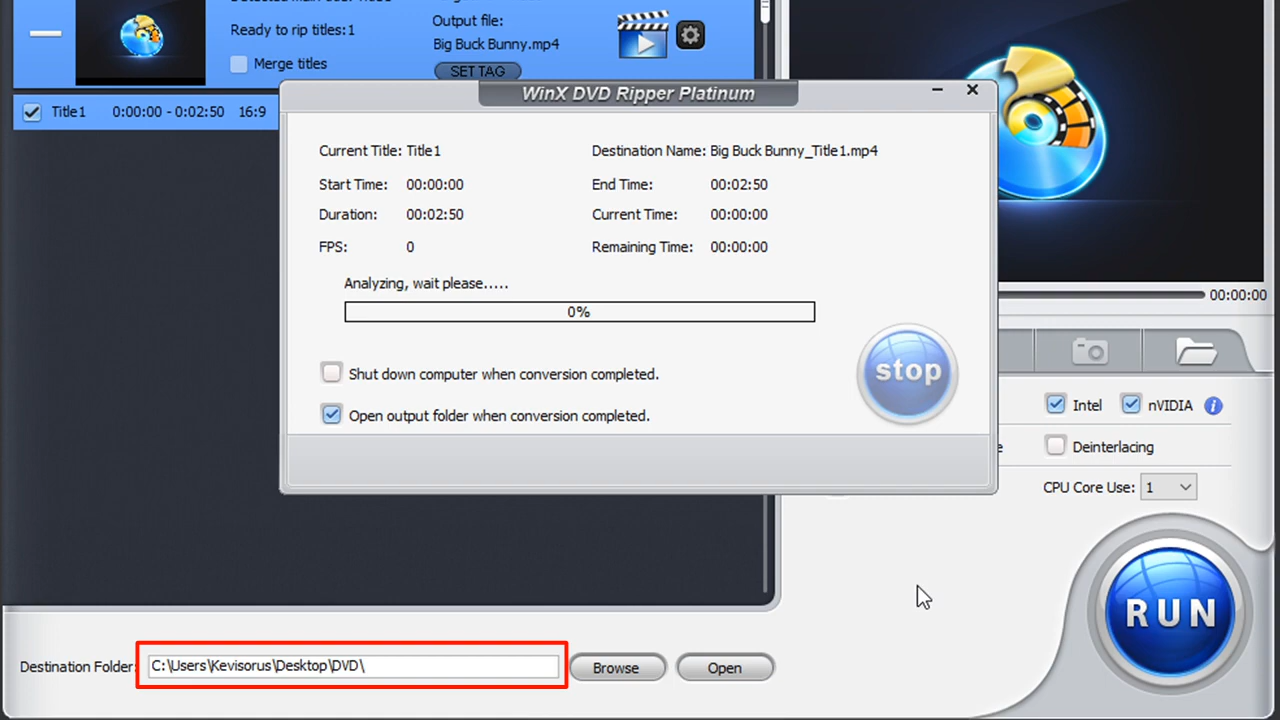 Output file:
Ready to rip titles:1
Big Buck Bunny.mp4
Merge titles
SET TAG
WinX DVD Ripper Platinum
Title1 0:00:00 - 0:02:50 16:9
Current Title: Title1 Destination Name: Big Buck Bunny_Title1.mp4
Start Time: 00:00:00 End Time: 00:02:50
Duration: 00:02:50 Current Time: 00:00:00
FPS: 0 Remaining Time: 00:00:00
Analyzing, wait please.....
00:00:00
0%
stop
Shut down computer when conversion completed.
Open output folder when conversion completed.
Intel nVIDIA i
Deinterlacing
CPU Core Use: 1
RUN
Destination Folder: C:\Users\Kevisorus\Desktop\DVD\ Browse Open